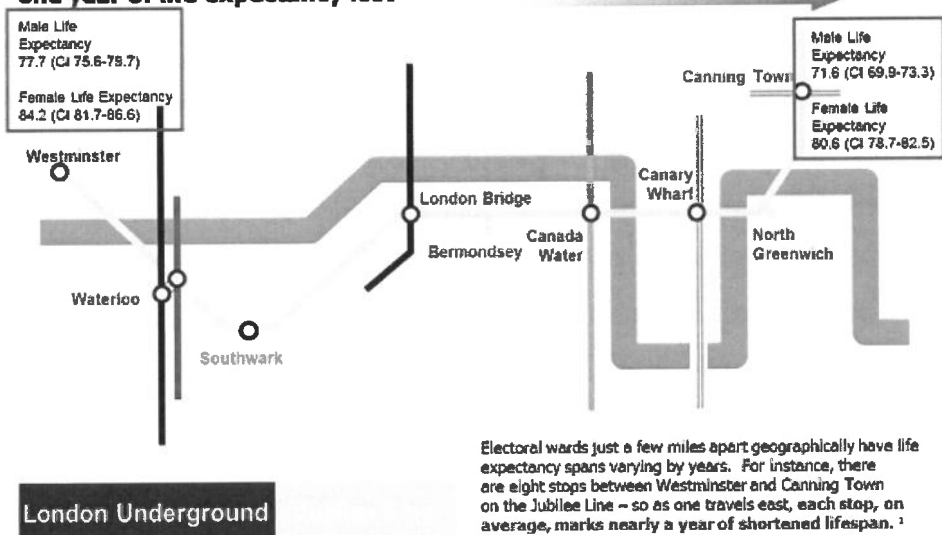 one year of life expectancy lost
Male Life
Expectancy
77.7 (CI 75.6-79.7)
Female Life Expectancy
84.2 (CI 81.7-86.6)
Male Life
Expectancy
71.6 (CI 69.9-73.3)
Female Life
Expectancy
80.6 (CI 78.7-82.5)
Canning Town
Westminster
Canary
Wharf
London Bridge
Bermondsey
Canada
Water
North
Greenwich
Waterloo
Southwark
Electoral wards just a few miles apart geographically have life
expectancy spans varying by years. For instance, there
are eight stops between Westminster and Canning Town
on the Jubilee Line – so as one travels east, each stop, on
average, marks nearly a year of shortened lifespan. 1
London Underground